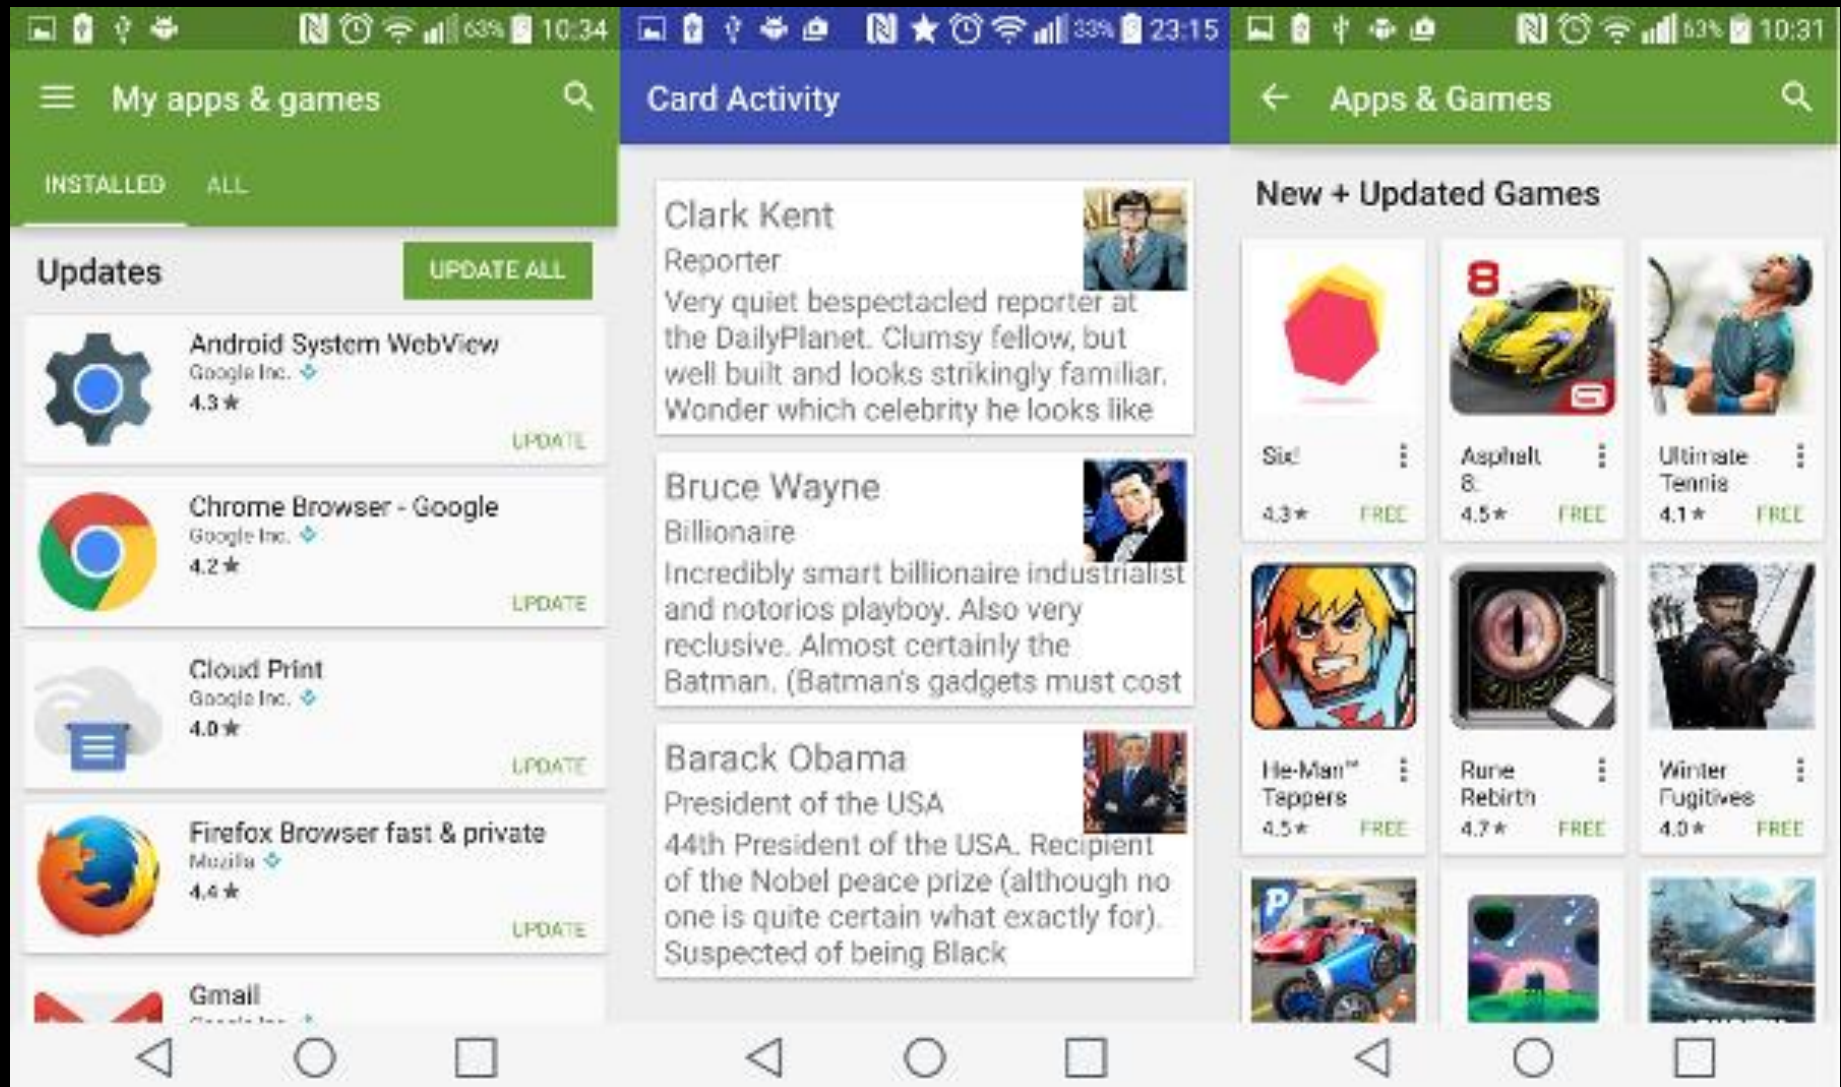 63% 10:34
My apps & games
INSTALLED ALL
Updates UPDATE ALL
Android System WebView
Google Inc.
4.3★
UPDATE
Chrome Browser - Google
Google Inc.
4.2★
UPDATE
Cloud Print
Google Inc.
4.0★
UPDATE
Firefox Browser fast & private
Mozilla
4.4★
UPDATE
Gmail
Google Inc.
33% 23:15
Card Activity
Clark Kent
Reporter
Very quiet bespectacled reporter at
the DailyPlanet. Clumsy fellow, but
well built and looks strikingly familiar.
Wonder which celebrity he looks like
Bruce Wayne
Billionaire
Incredibly smart billionaire industrialist
and notorios playboy. Also very
reclusive. Almost certainly the
Batman. (Batman's gadgets must cost
Barack Obama
President of the USA
44th President of the USA. Recipient
of the Nobel peace prize (although no
one is quite certain what exactly for).
Suspected of being Black
63% 10:31
Apps & Games
New + Updated Games
8
Six!
4.3★ FREE
Asphalt
8:
4.5★ FREE
Ultimate
Tennis
4.1★ FREE
He-Man™
Tappers
4.5★ FREE
Rune
Rebirth
4.7★ FREE
Winter
Fugitives
4.0★ FREE
P